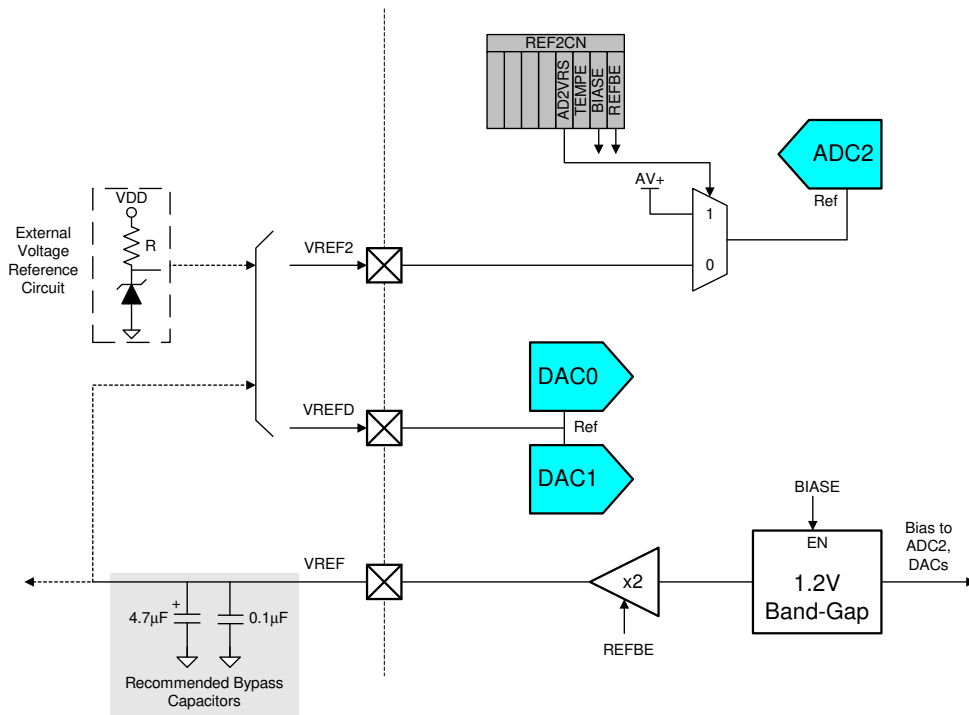 REF2CN
AD2VRS
TEMPE
BIASE
REFBE
ADC2
Ref
AV+
1
0
VDD
R
External
Voltage
Reference
Circuit
VREF2
DAC0
VREFD
Ref
DAC1
BIASE
EN
1.2V
Band-Gap
Bias to
ADC2,
DACs
VREF
x2
REFBE
+
4.7µF
0.1µF
Recommended Bypass
Capacitors